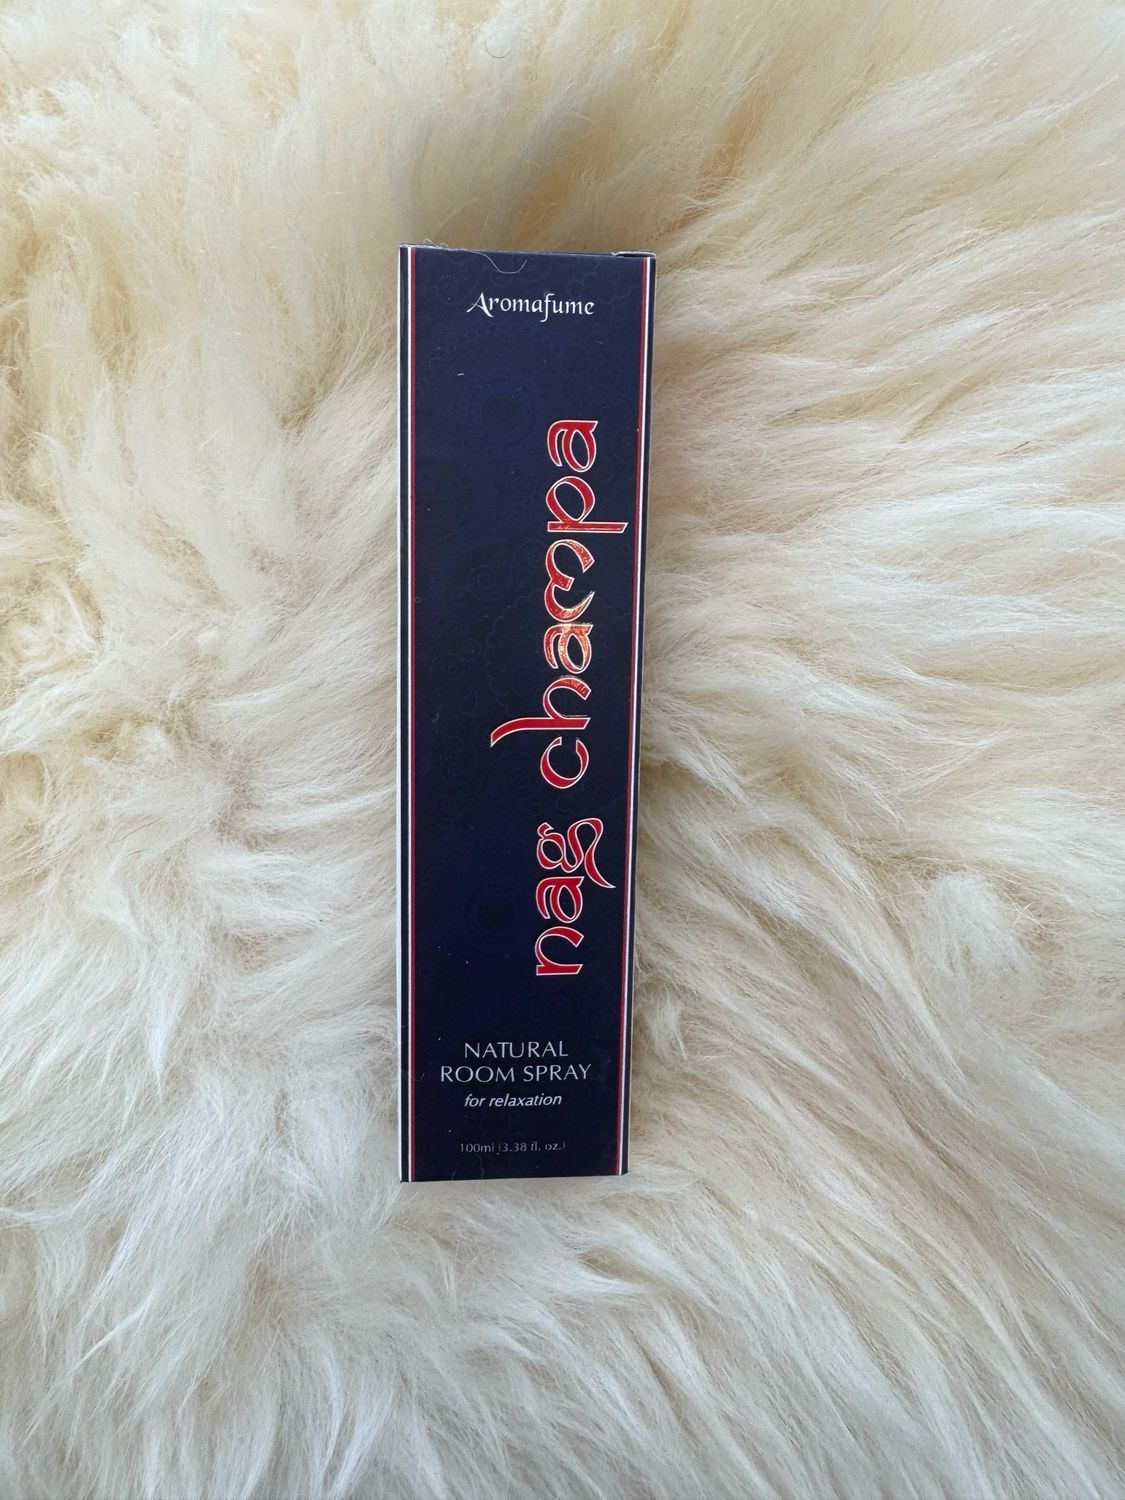 Aromafume
nag champa
NATURAL
ROOM SPRAY
for relaxation
100ml (3.38 fl. oz.)